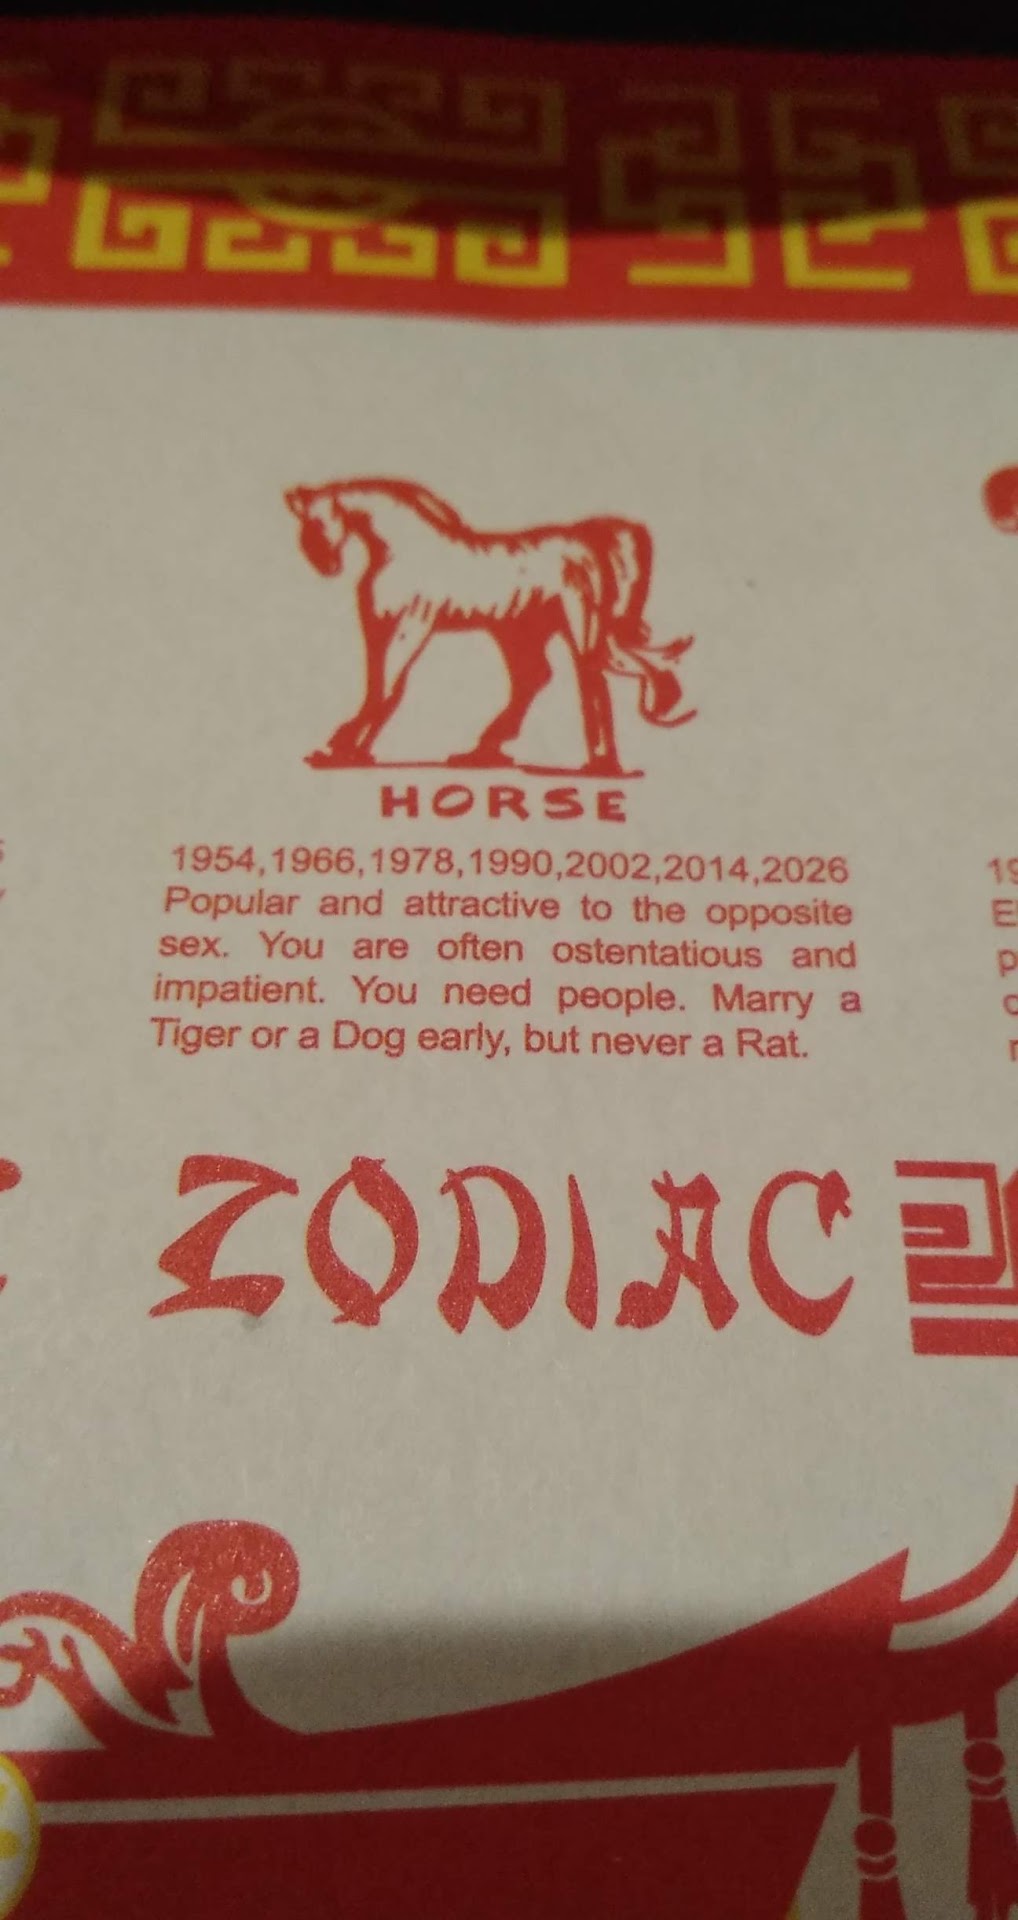 HORSE
1954,1966,1978,1990,2002,2014,2026
Popular and attractive to the opposite
sex. You are often ostentatious and
impatient. You need people. Marry a
Tiger or a Dog early, but never a Rat.
ZODIAC